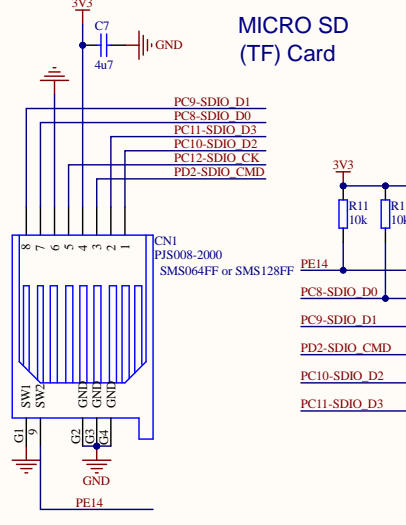 3V3
MICRO SD
(TF) Card
C7
4u7
GND
PC9-SDIO_D1
PC8-SDIO_D0
PC11-SDIO_D3
PC10-SDIO_D2
PC12-SDIO_CK
PD2-SDIO_CMD
3V3
R11
10k
R1
10k
8 7 6 5 4 3 2 1
CN1
PJS008-2000
SMS064FF or SMS128FF
PE14
PC8-SDIO_D0
PC9-SDIO_D1
PD2-SDIO_CMD
PC10-SDIO_D2
PC11-SDIO_D3
SW1
SW2
GND
GND
GND
G1
9
G2
G3
G4
GND
PE14